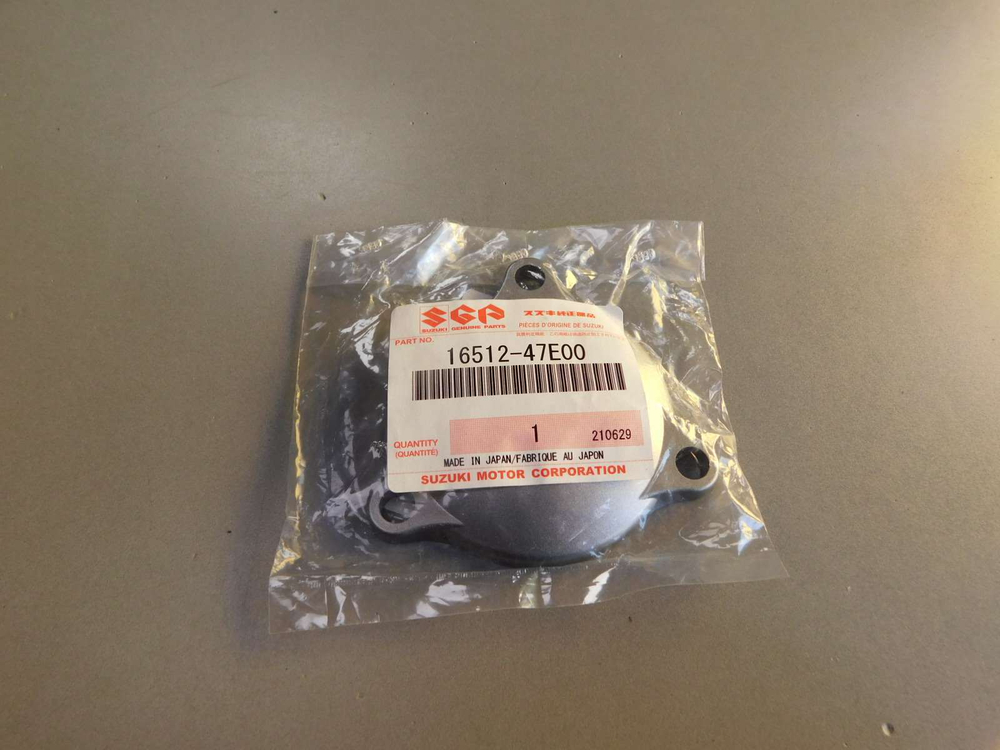 SGP スズキ純正部品
SUZUKI GENUINE PARTS PIÈCES D'ORIGINE DE SUZUKI
PART NO.
16512-47E00
QUANTITY
(QUANTITÉ)
1 210629
MADE IN JAPAN/FABRIQUE AU JAPON
SUZUKI MOTOR CORPORATION